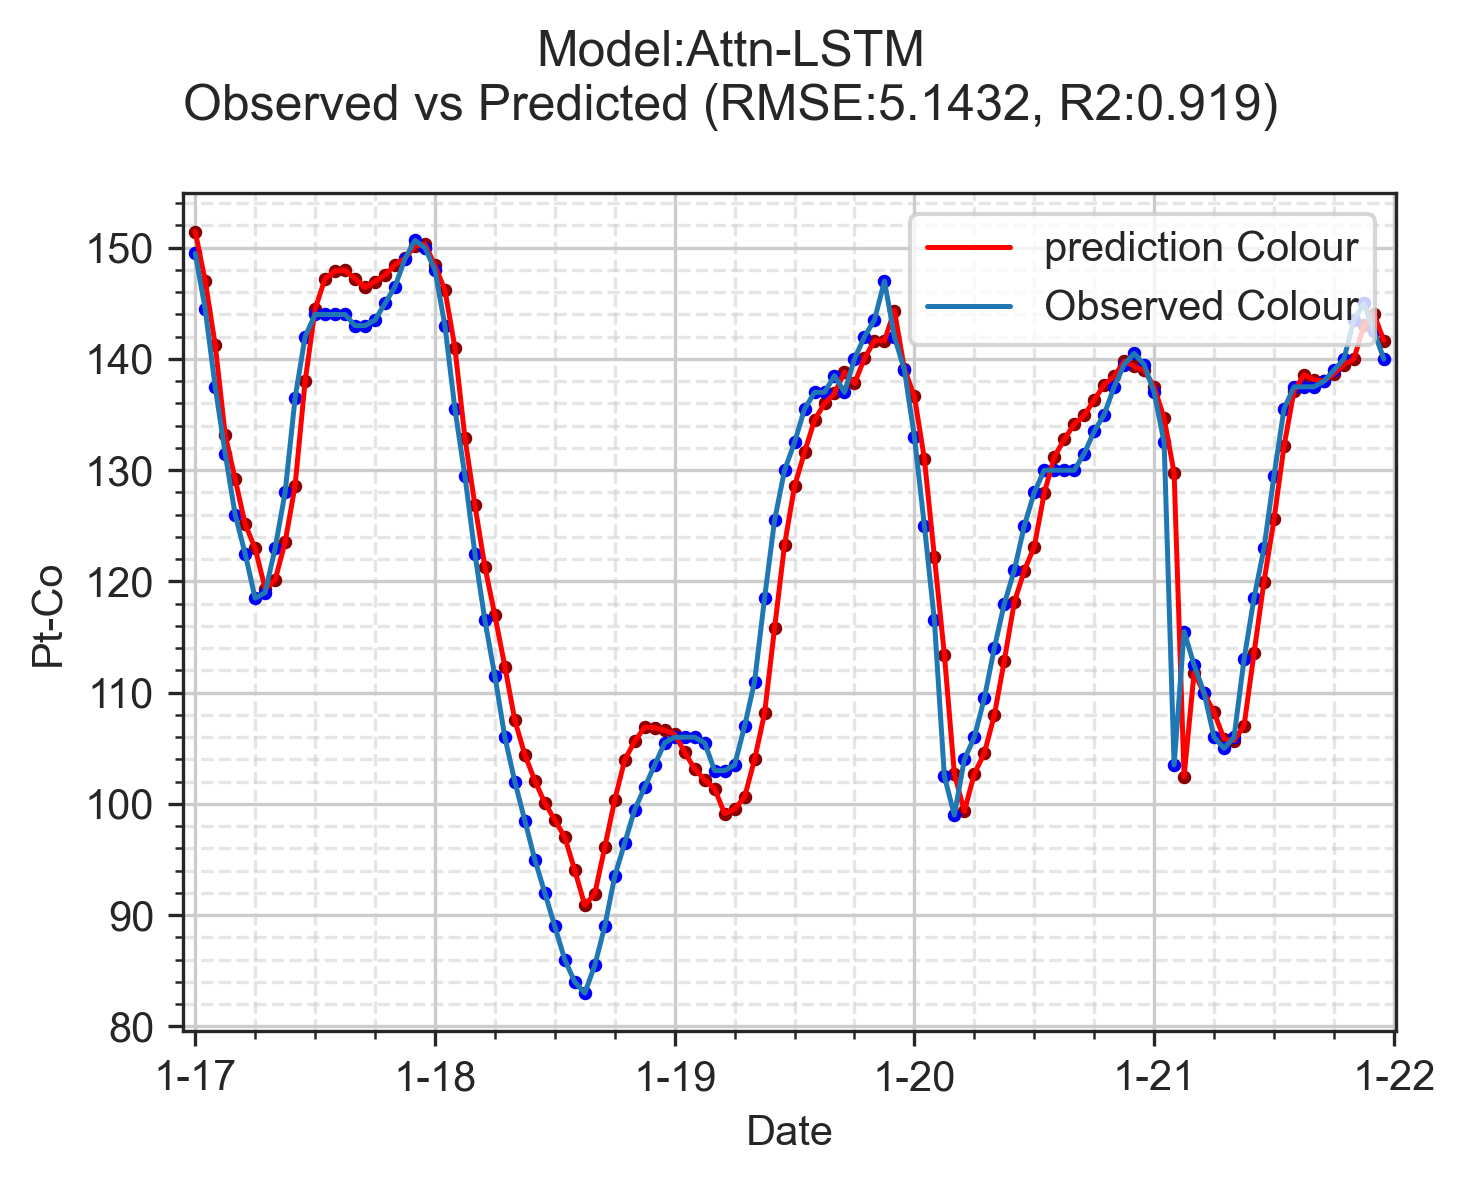 Model:Attn-LSTM
Observed vs Predicted (RMSE:5.1432, R2:0.919)
prediction Colour
Observed Colour
150
140
130
120
110
100
90
80
Pt-Co
1-17 1-18 1-19 1-20 1-21 1-22
Date